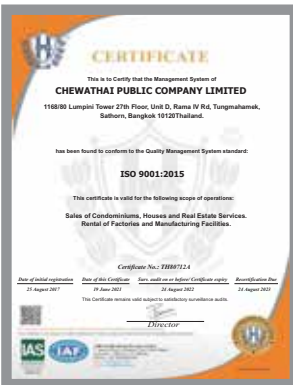 CERTIFICATE
This is to Certify that the Management System of
CHEWATHAI PUBLIC COMPANY LIMITED
1168/80 Lumpini Tower 27th Floor, Unit D, Rama IV Rd, Tungmahamek,
Sathorn, Bangkok 10120Thailand.
has been found to conform to the Quality Management System standard:
ISO 9001:2015
This certificate is valid for the following scope of operations:
Sales of Condominiums, Houses and Real Estate Services.
Rental of Factories and Manufacturing Facilities.
Certificate No.: TH80712A
Date of initial registration Date of this Certificate Surv. audit on or before/ Certificate expiry Recertification Due
25 August 2017 19 June 2021 24 August 2022 24 August 2023
This Certificate remains valid subject to satisfactory surveillance audits.
Director
IAS IAF